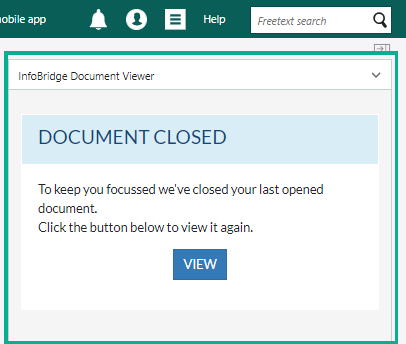 mobile app
Help
Freetext search
InfoBridge Document Viewer
DOCUMENT CLOSED
To keep you focussed we've closed your last opened
document.
Click the button below to view it again.
VIEW